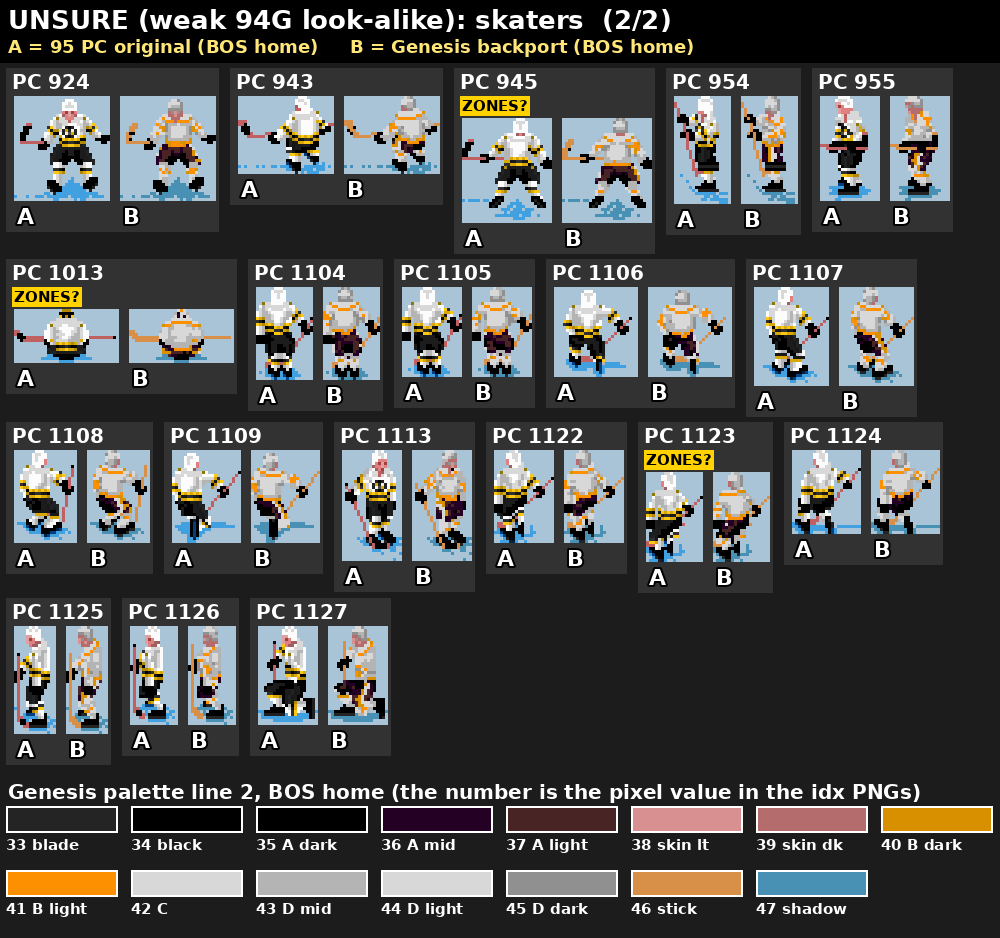 UNSURE (weak 94G look-alike): skaters (2/2)
A = 95 PC original (BOS home) B = Genesis backport (BOS home)
PC 924 PC 943 PC 945 PC 954 PC 955
ZONES?
A B A B A B A B A B
PC 1013 PC 1104 PC 1105 PC 1106 PC 1107
ZONES?
A B A B A B A B A B
PC 1108 PC 1109 PC 1113 PC 1122 PC 1123 PC 1124
ZONES?
A B A B A B A B A B A B
PC 1125 PC 1126 PC 1127
A B A B A B
Genesis palette line 2, BOS home (the number is the pixel value in the idx PNGs)
33 blade 34 black 35 A dark 36 A mid 37 A light 38 skin lt 39 skin dk 40 B dark
41 B light 42 C 43 D mid 44 D light 45 D dark 46 stick 47 shadow